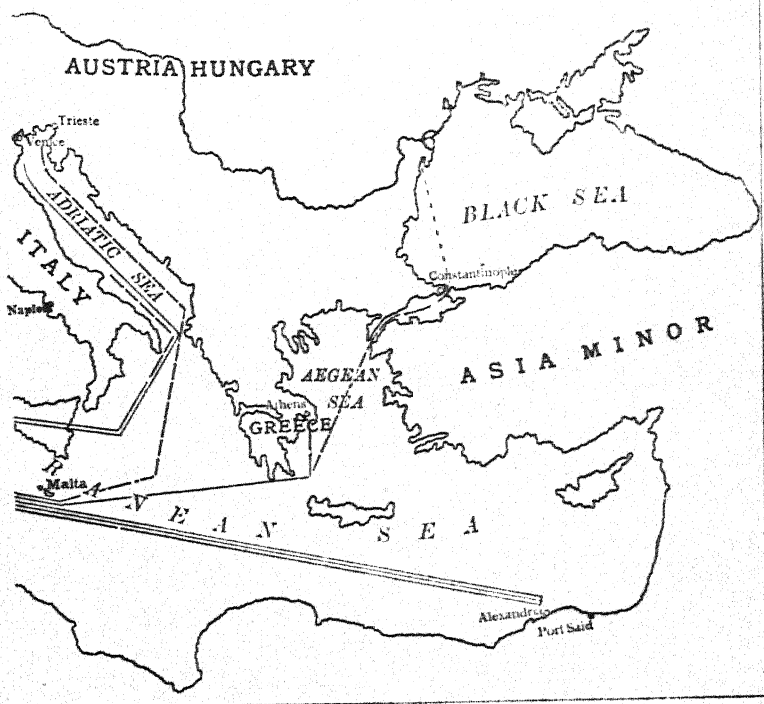 AUSTRIA HUNGARY
Trieste
Venice
ADRIATIC SEA
ITALY
BLACK SEA
Constantinople
Naples
ASIA MINOR
AEGEAN
SEA
Athens
GREECE
Malta
R A N E A N
SEA
Alexandria
Port Said